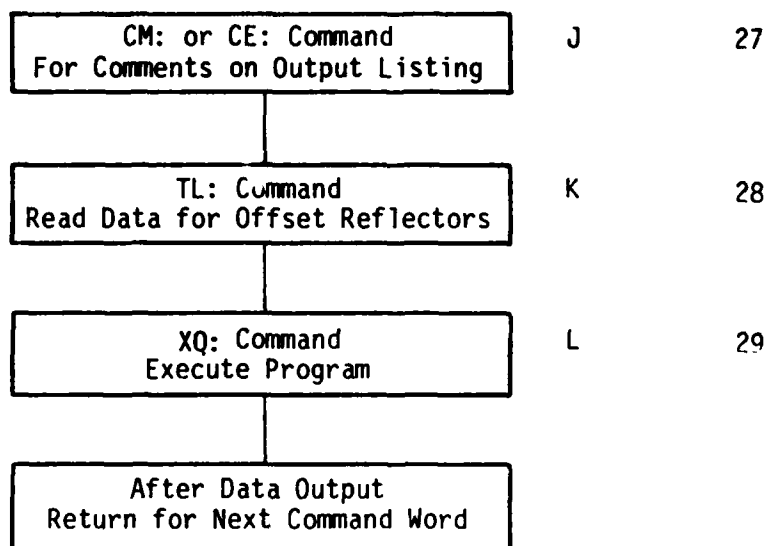 CM: or CE: Command J 27
For Comments on Output Listing
TL: Command K 28
Read Data for Offset Reflectors
XQ: Command L 29
Execute Program
After Data Output
Return for Next Command Word